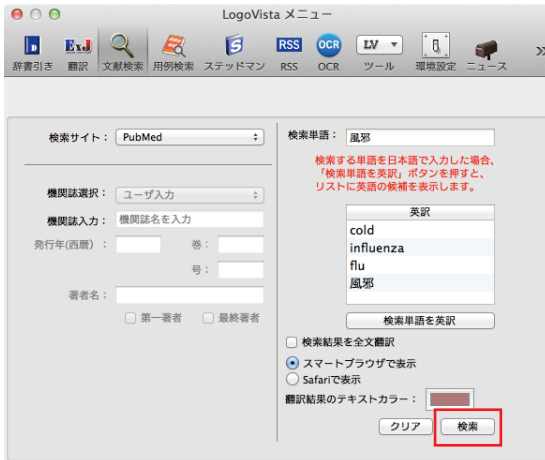 LogoVista メニュー
辞書引き 翻訳 文献検索 用例検索 ステッドマン RSS OCR ツール 環境設定 ニュース
検索サイト： PubMed
機関誌選択： ユーザ入力
機関誌入力： 機関誌名を入力
発行年(西暦)： 巻：
号：
著者名：
第一著者 最終著者
検索単語： 風邪
検索する単語を日本語で入力した場合、
「検索単語を英訳」ボタンを押すと、
リストに英語の候補を表示します。
英訳
cold
influenza
flu
風邪
検索単語を英訳
検索結果を全文翻訳
スマートブラウザで表示
Safariで表示
翻訳結果のテキストカラー：
クリア 検索